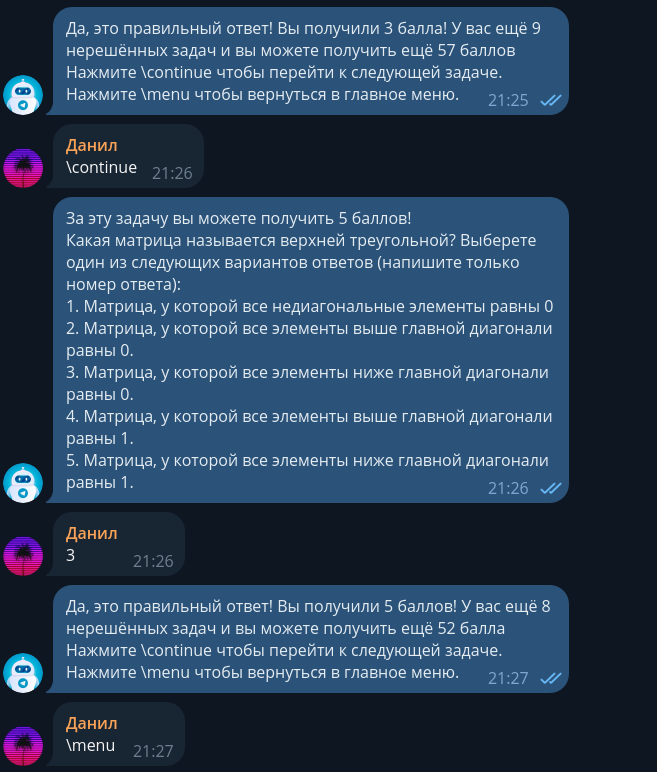 Да, это правильный ответ! Вы получили 3 балла! У вас ещё 9
нерешённых задач и вы можете получить ещё 57 баллов
Нажмите \continue чтобы перейти к следующей задаче.
Нажмите \menu чтобы вернуться в главное меню. 21:25
Данил
\continue 21:26
За эту задачу вы можете получить 5 баллов!
Какая матрица называется верхней треугольной? Выберете
один из следующих вариантов ответов (напишите только
номер ответа):
1. Матрица, у которой все недиагональные элементы равны 0
2. Матрица, у которой все элементы выше главной диагонали
равны 0.
3. Матрица, у которой все элементы ниже главной диагонали
равны 0.
4. Матрица, у которой все элементы выше главной диагонали
равны 1.
5. Матрица, у которой все элементы ниже главной диагонали
равны 1. 21:26
Данил
3 21:26
Да, это правильный ответ! Вы получили 5 баллов! У вас ещё 8
нерешённых задач и вы можете получить ещё 52 балла
Нажмите \continue чтобы перейти к следующей задаче.
Нажмите \menu чтобы вернуться в главное меню. 21:27
Данил
\menu 21:27